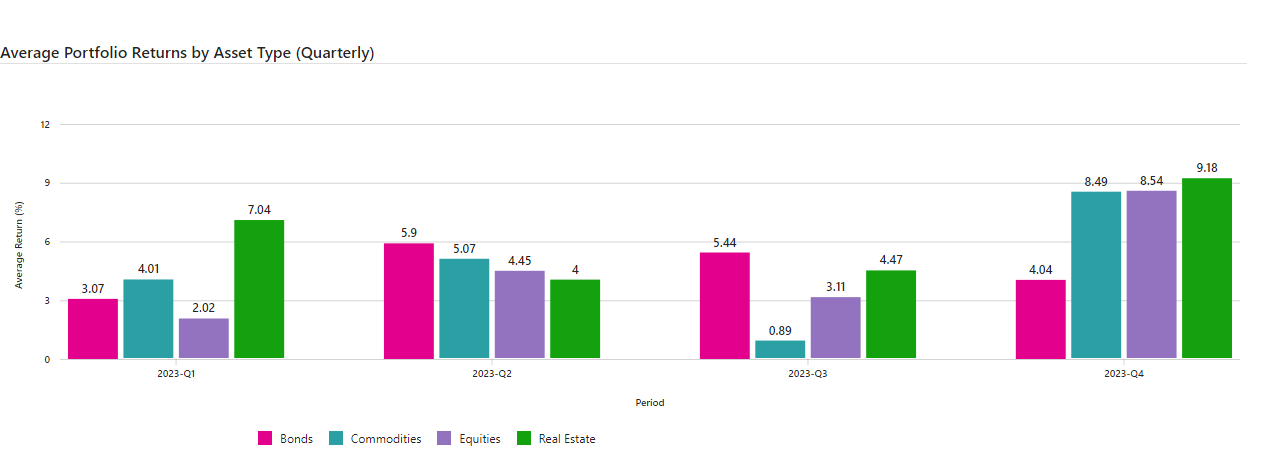 Average Portfolio Returns by Asset Type (Quarterly)
12
9
6
3
0
Average Return (%)
3.07
4.01
2.02
7.04
5.9
5.07
4.45
4
5.44
0.89
3.11
4.47
4.04
8.49
8.54
9.18
2023-Q1
2023-Q2
2023-Q3
2023-Q4
Period
Bonds
Commodities
Equities
Real Estate